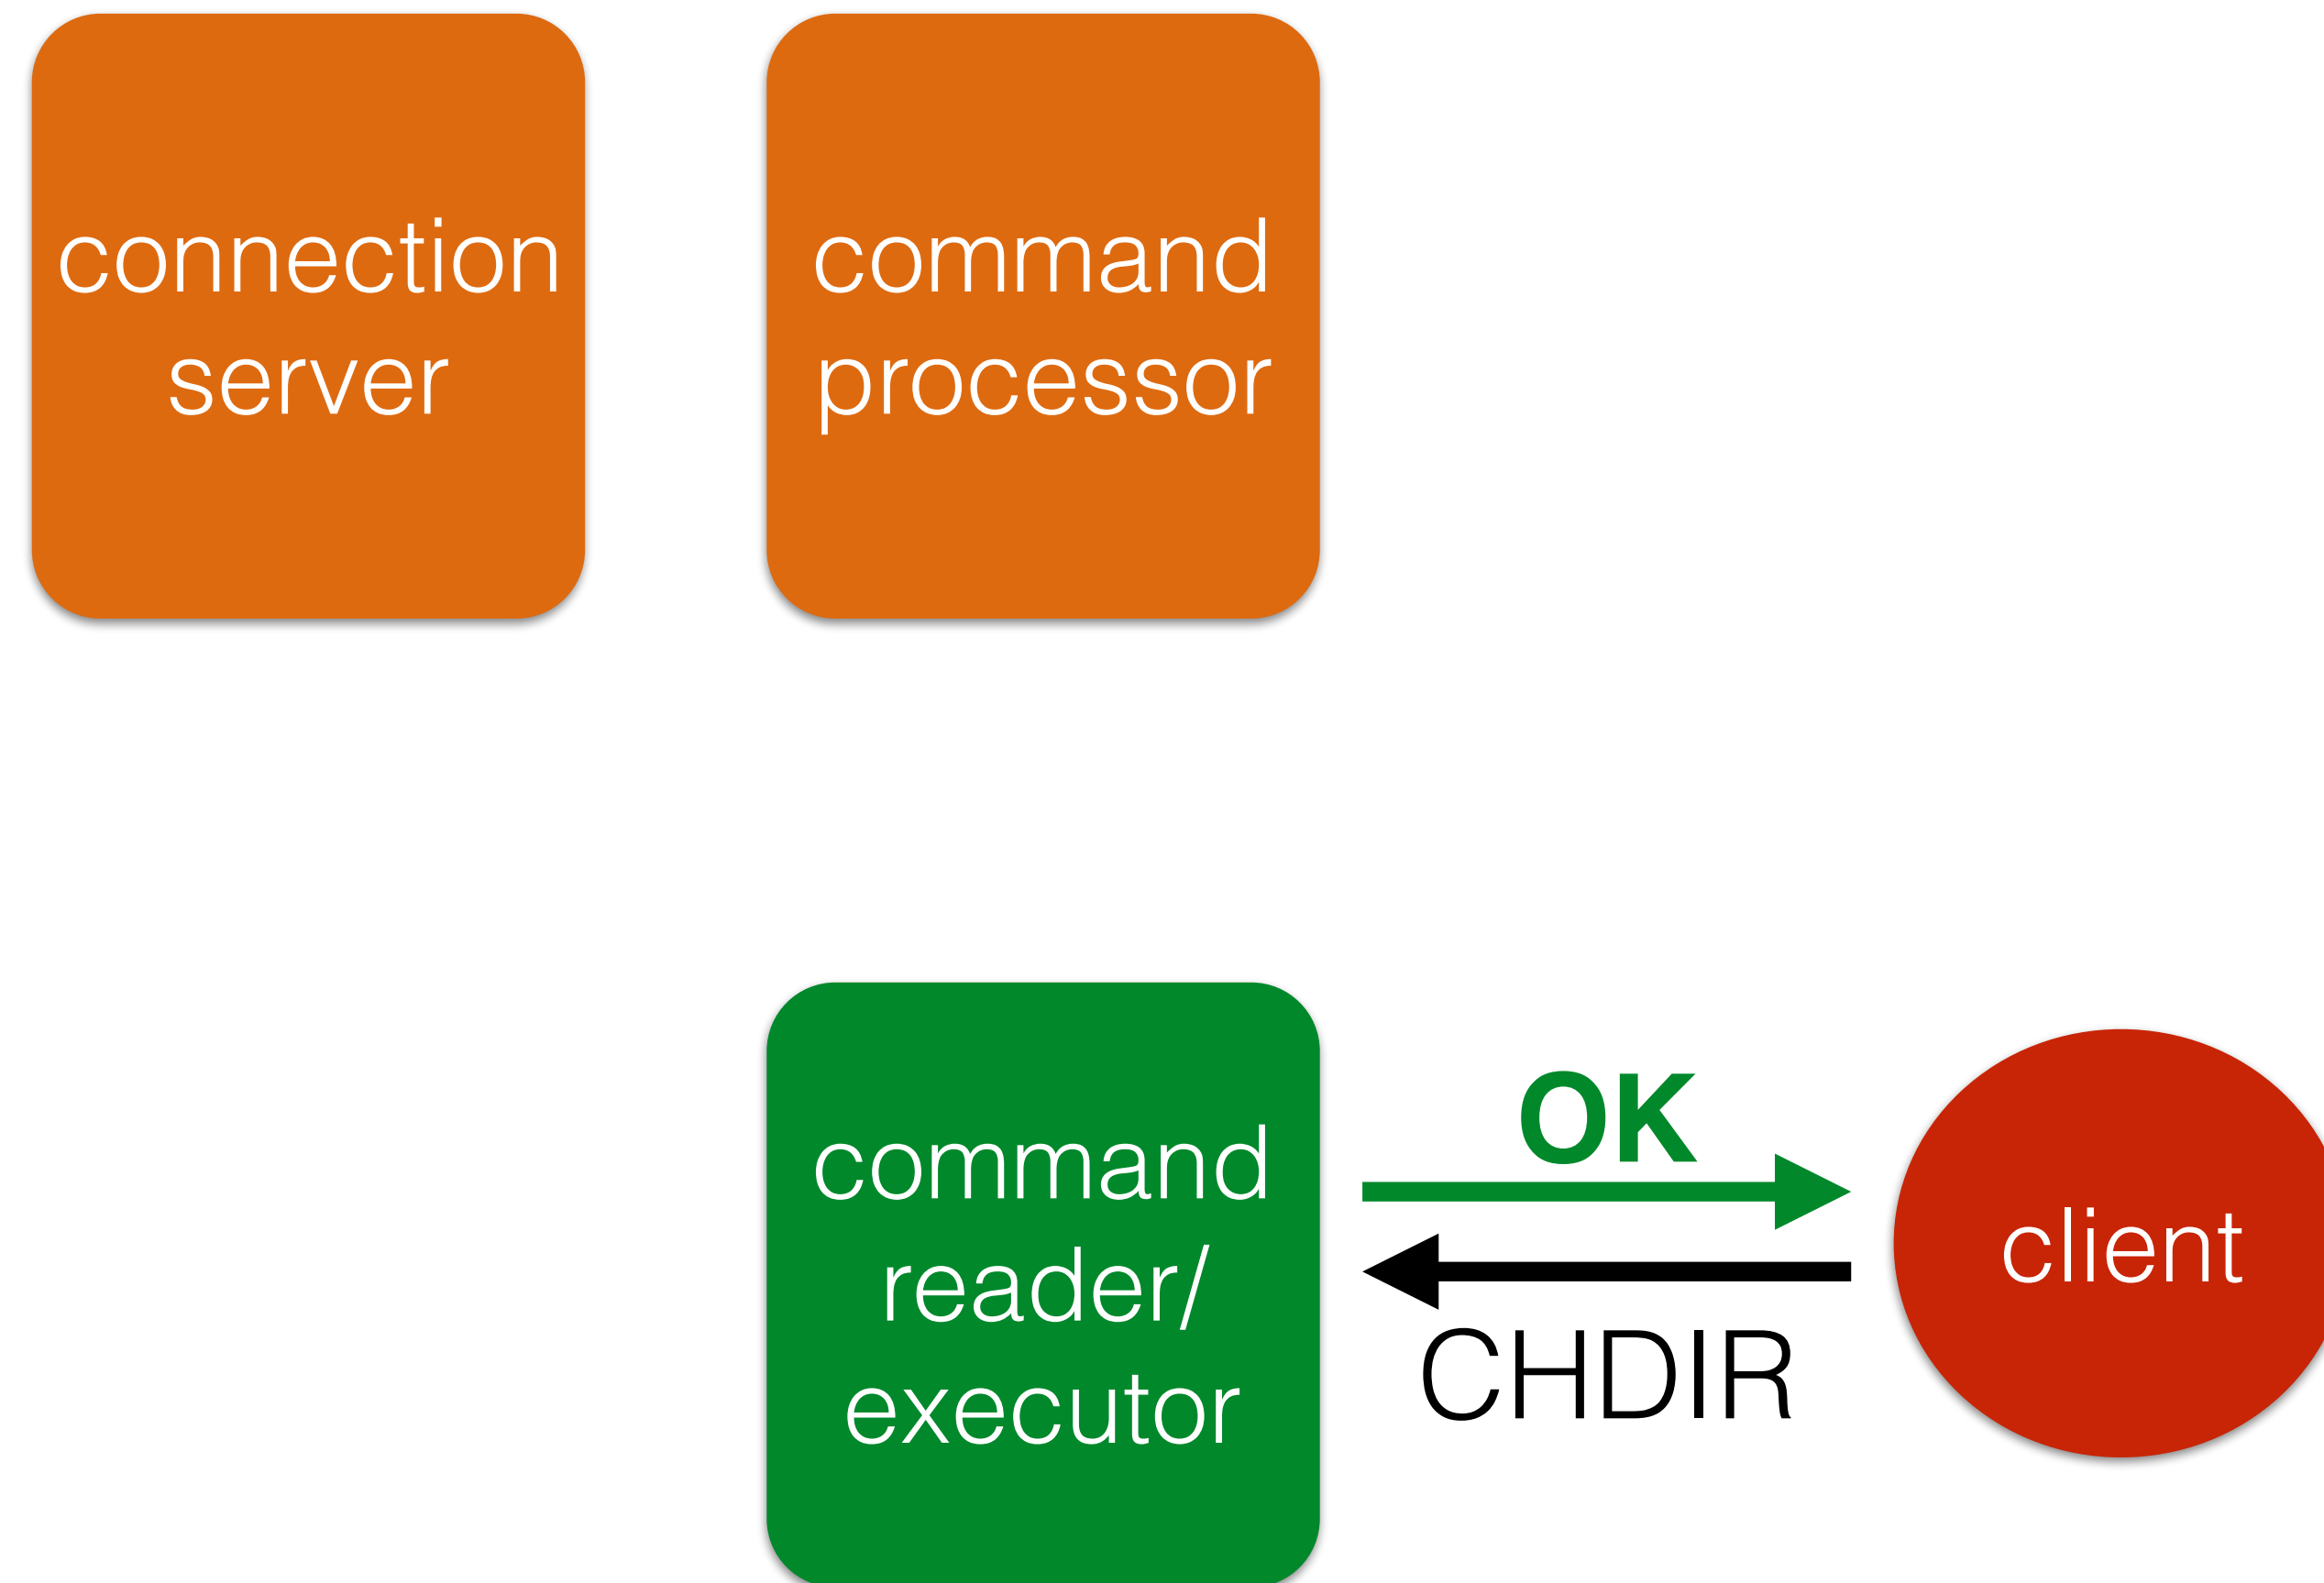 connection
server
command
processor
command
reader/
executor
OK
CHDIR
client